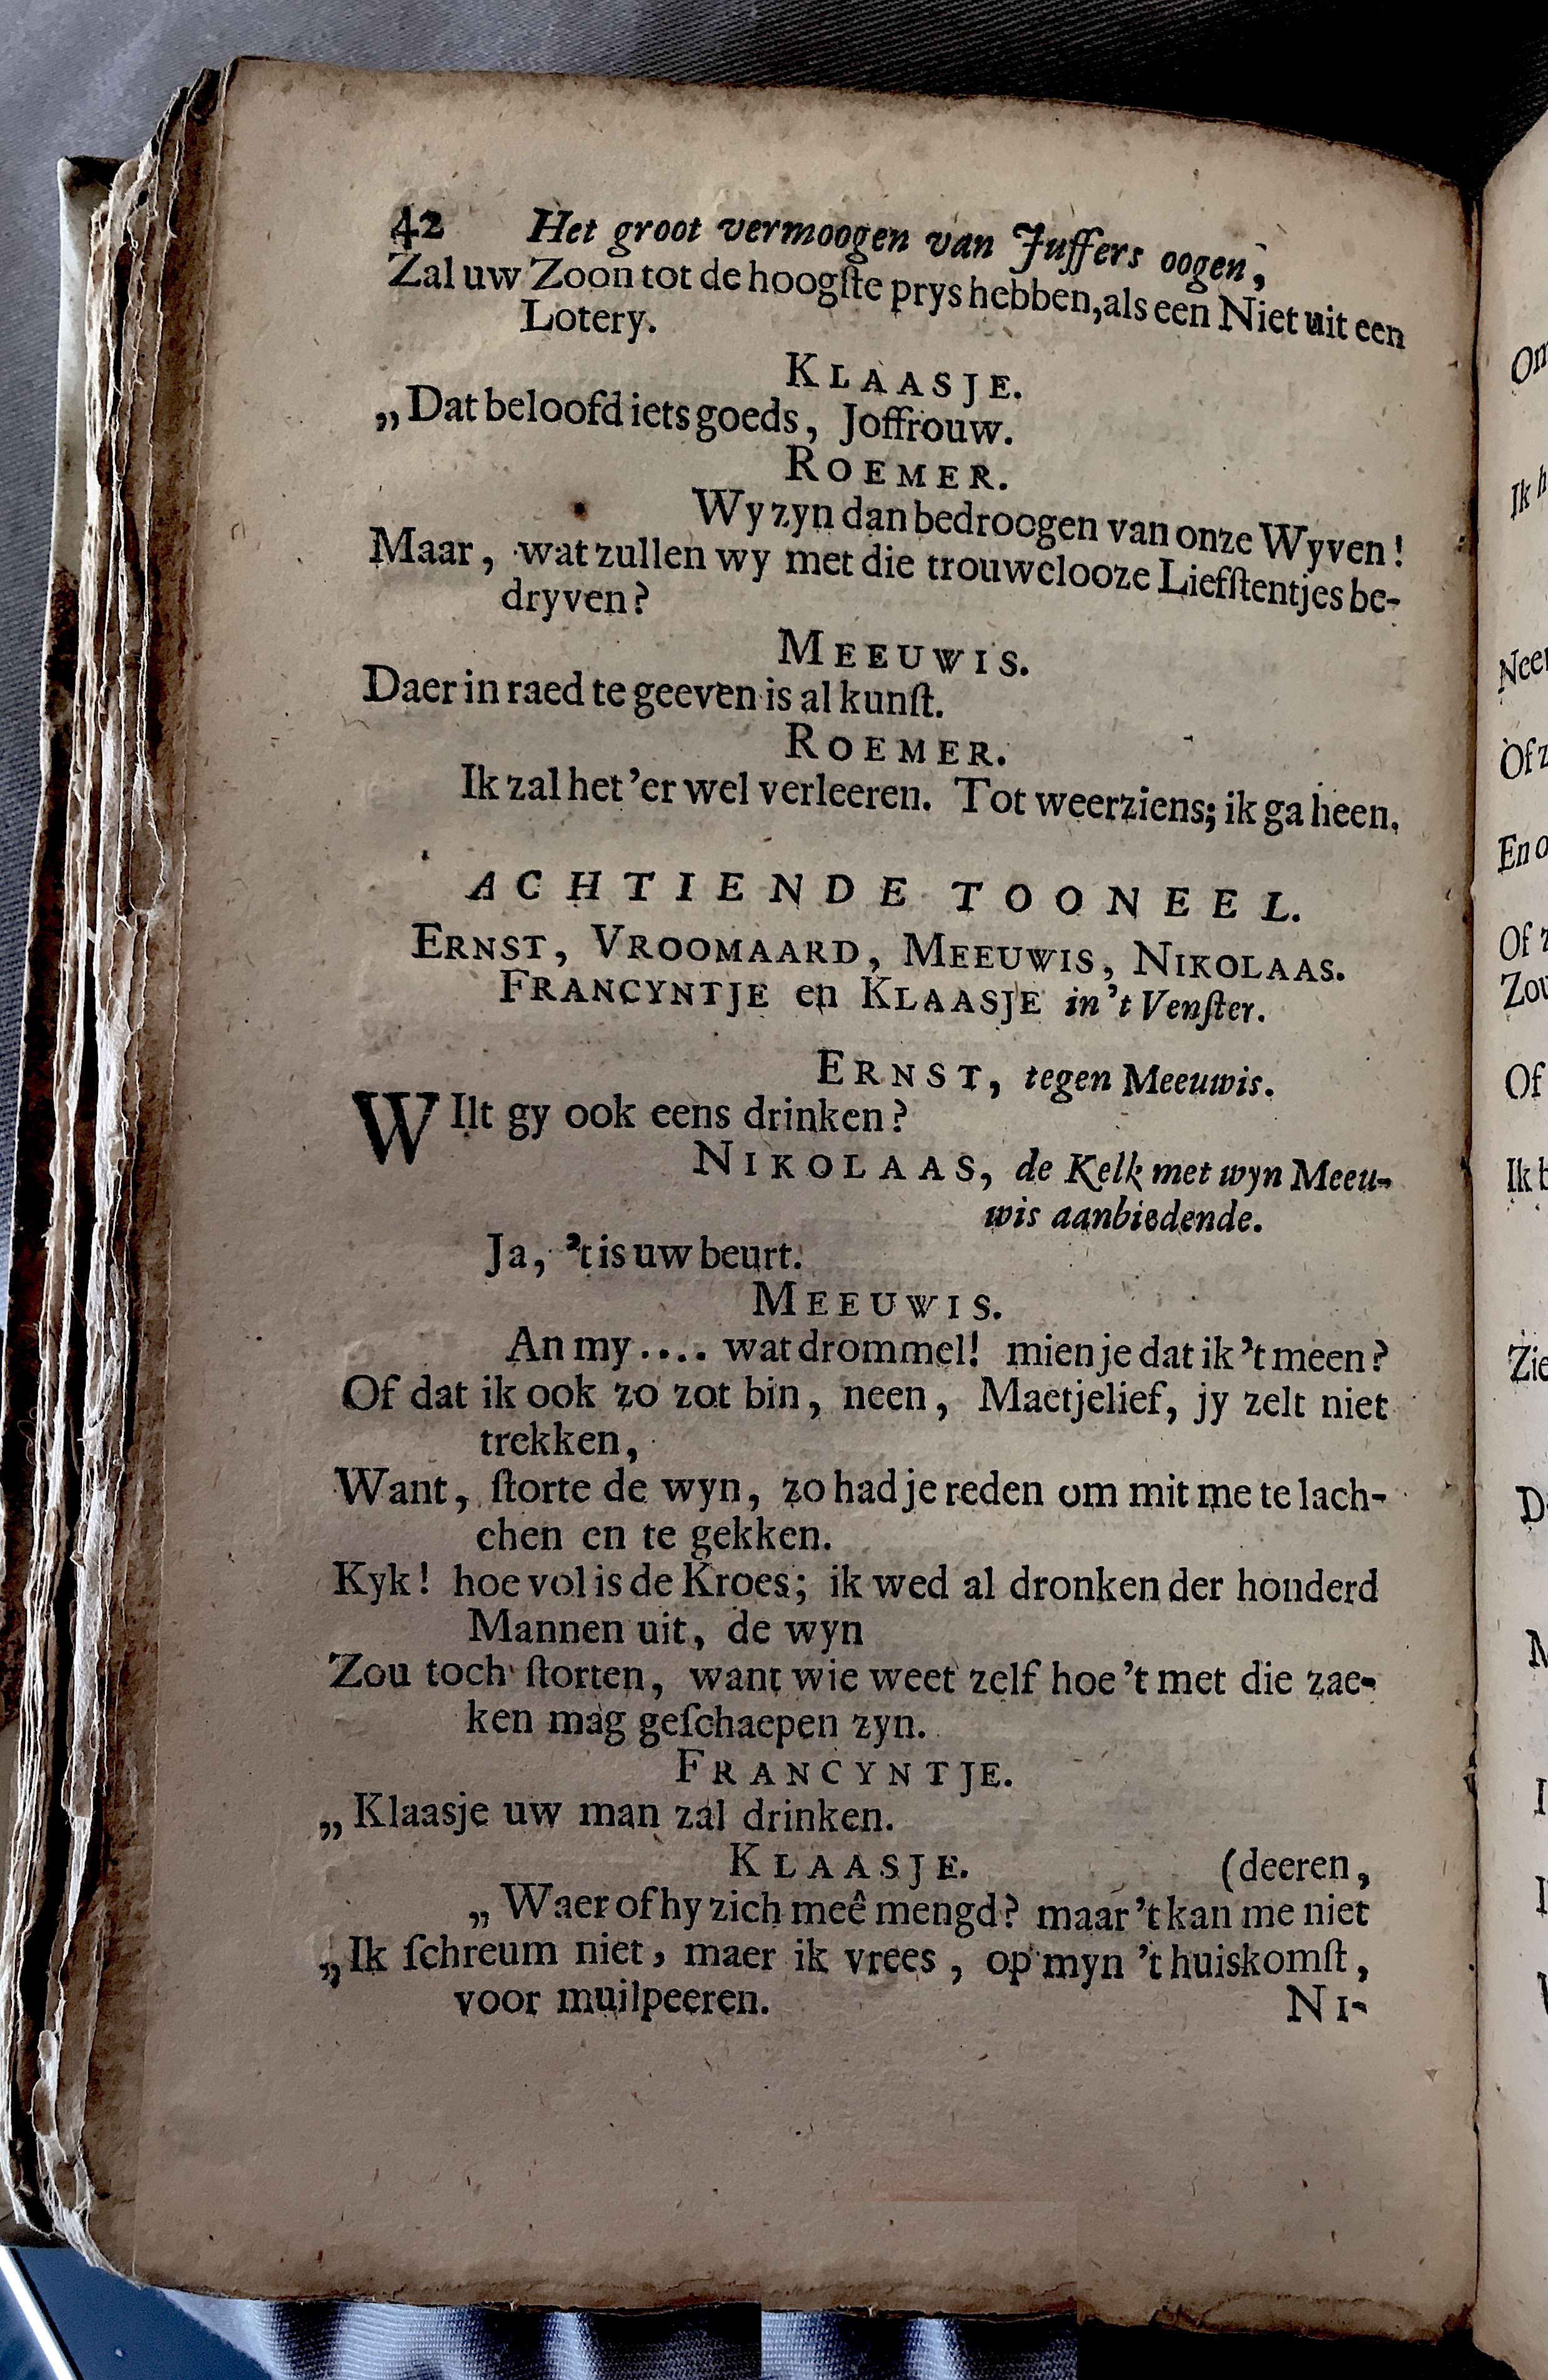 42 Het groot vermoogen van Juffers oogen,
Zal uw Zoon tot de hoogſte prys hebben, als een Niet uit een
Lotery.
KLAASJE.
„Dat beloofd iets goeds, Joffrouw.
ROEMER.
Wy zyn dan bedroogen van onze Wyven!
Maar, wat zullen wy met die trouwelooze Liefſtentjes be-
dryven?
MEEUWIS.
Daer in raed te geeven is al kunſt.
ROEMER.
Ik zal het 'er wel verleeren. Tot weerziens; ik ga heen.
ACHTIENDE TOONEEL.
ERNST, VROOMAARD, MEEUWIS, NIKOLAAS.
FRANCYNTJE en KLAASJE in 't Venſter.
ERNST, tegen Meeuwis.
WIlt gy ook eens drinken?
NIKOLAAS, de Kelk met wyn Meeu-
wis aanbiedende.
Ja, 't is uw beurt.
MEEUWIS.
An my.... wat drommel! mien je dat ik 't meen?
Of dat ik ook zo zot bin, neen, Maetjelief, jy zelt niet
trekken,
Want, ſtorte de wyn, zo had je reden om mit me te lach-
chen en te gekken.
Kyk! hoe vol is de Kroes; ik wed al dronken der honderd
Mannen uit, de wyn
Zou toch ſtorten, want wie weet zelf hoe 't met die zae-
ken mag geſchaepen zyn.
FRANCYNTJE.
„Klaasje uw man zal drinken.
KLAASJE. (deeren,
„Waer of hy zich meê mengd? maar 't kan me niet
„Ik ſchreum niet, maer ik vrees, op myn 't huiskomſt,
voor muilpeeren.
NI-
Ik h
Of z
En o
Of
Ik b
Zie